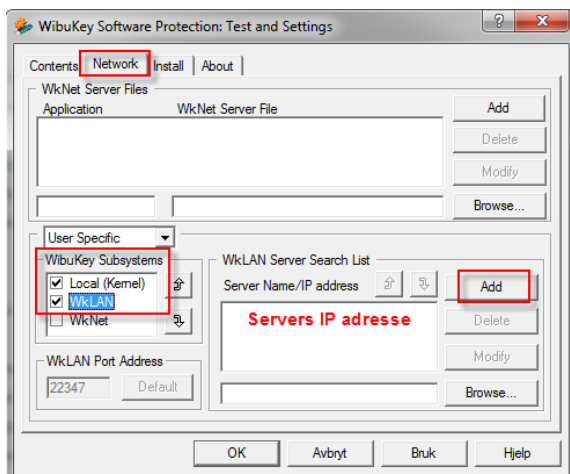 WibuKey Software Protection: Test and Settings
Contents Network Install About
WkNet Server Files
Application WkNet Server File Add
Delete
Modify
Browse...
User Specific
WibuKey Subsystems WkLAN Server Search List
Local (Kernel) Server Name/IP address Add
WkLAN
WkNet Servers IP adresse Delete
WkLAN Port Address Modify
22347 Default Browse...
OK Avbryt Bruk Hjelp